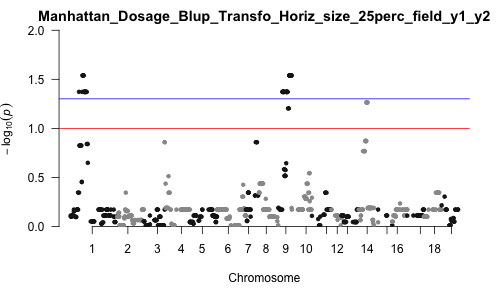 Manhattan_Dosage_Blup_Transfo_Horiz_size_25perc_field_y1_y2
2.0
1.5
1.0
0.5
0.0
− log10(p)
1 2 3 4 5 6 7 8 9 10 12 14 16 18
Chromosome